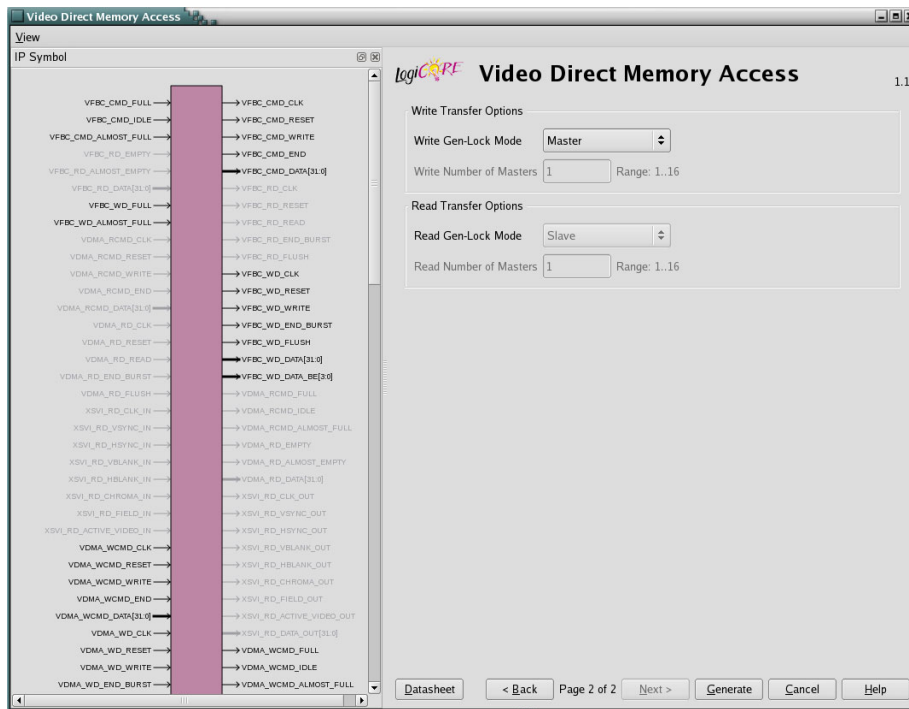 Video Direct Memory Access
View
IP Symbol
VFBC_CMD_FULL
VFBC_CMD_IDLE
VFBC_CMD_ALMOST_FULL
VFBC_RD_EMPTY
VFBC_RD_ALMOST_EMPTY
VFBC_RD_DATA[31:0]
VFBC_WD_FULL
VFBC_WD_ALMOST_FULL
VDMA_RCMD_CLK
VDMA_RCMD_RESET
VDMA_RCMD_WRITE
VDMA_RCMD_END
VDMA_RCMD_DATA[31:0]
VDMA_RD_CLK
VDMA_RD_RESET
VDMA_RD_READ
VDMA_RD_END_BURST
VDMA_RD_FLUSH
XSVI_RD_CLK_IN
XSVI_RD_VSYNC_IN
XSVI_RD_HSYNC_IN
XSVI_RD_VBLANK_IN
XSVI_RD_HBLANK_IN
XSVI_RD_CHROMA_IN
XSVI_RD_FIELD_IN
XSVI_RD_ACTIVE_VIDEO_IN
VDMA_WCMD_CLK
VDMA_WCMD_RESET
VDMA_WCMD_WRITE
VDMA_WCMD_END
VDMA_WCMD_DATA[31:0]
VDMA_WD_CLK
VDMA_WD_RESET
VDMA_WD_WRITE
VDMA_WD_END_BURST
VFBC_CMD_CLK
VFBC_CMD_RESET
VFBC_CMD_WRITE
VFBC_CMD_END
VFBC_CMD_DATA[31:0]
VFBC_RD_CLK
VFBC_RD_RESET
VFBC_RD_READ
VFBC_RD_END_BURST
VFBC_RD_FLUSH
VFBC_WD_CLK
VFBC_WD_RESET
VFBC_WD_WRITE
VFBC_WD_END_BURST
VFBC_WD_FLUSH
VFBC_WD_DATA[31:0]
VFBC_WD_DATA_BE[3:0]
VDMA_RCMD_FULL
VDMA_RCMD_IDLE
VDMA_RCMD_ALMOST_FULL
VDMA_RD_EMPTY
VDMA_RD_ALMOST_EMPTY
VDMA_RD_DATA[31:0]
XSVI_RD_CLK_OUT
XSVI_RD_VSYNC_OUT
XSVI_RD_HSYNC_OUT
XSVI_RD_VBLANK_OUT
XSVI_RD_HBLANK_OUT
XSVI_RD_CHROMA_OUT
XSVI_RD_FIELD_OUT
XSVI_RD_ACTIVE_VIDEO_OUT
XSVI_RD_DATA_OUT[31:0]
VDMA_WCMD_FULL
VDMA_WCMD_IDLE
VDMA_WCMD_ALMOST_FULL
logiCORE Video Direct Memory Access 1.1
Write Transfer Options
Write Gen-Lock Mode Master
Write Number of Masters 1 Range: 1..16
Read Transfer Options
Read Gen-Lock Mode Slave
Read Number of Masters 1 Range: 1..16
Datasheet < Back Page 2 of 2 Next > Generate Cancel Help